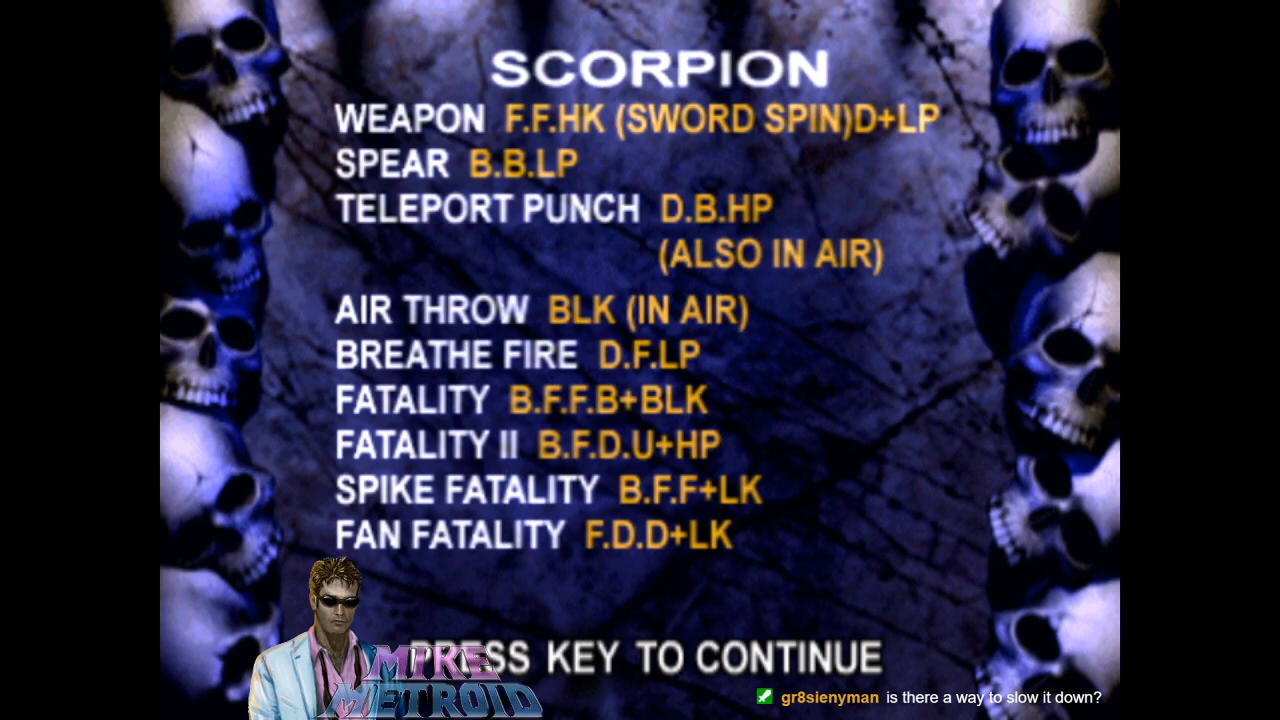 SCORPION
WEAPON F.F.HK (SWORD SPIN)D+LP
SPEAR B.B.LP
TELEPORT PUNCH D.B.HP
(ALSO IN AIR)
AIR THROW BLK (IN AIR)
BREATHE FIRE D.F.LP
FATALITY B.F.F.B+BLK
FATALITY II B.F.D.U+HP
SPIKE FATALITY B.F.F+LK
FAN FATALITY F.D.D+LK
PRESS KEY TO CONTINUE
MIKE
METROID
gr8sienyman is there a way to slow it down?